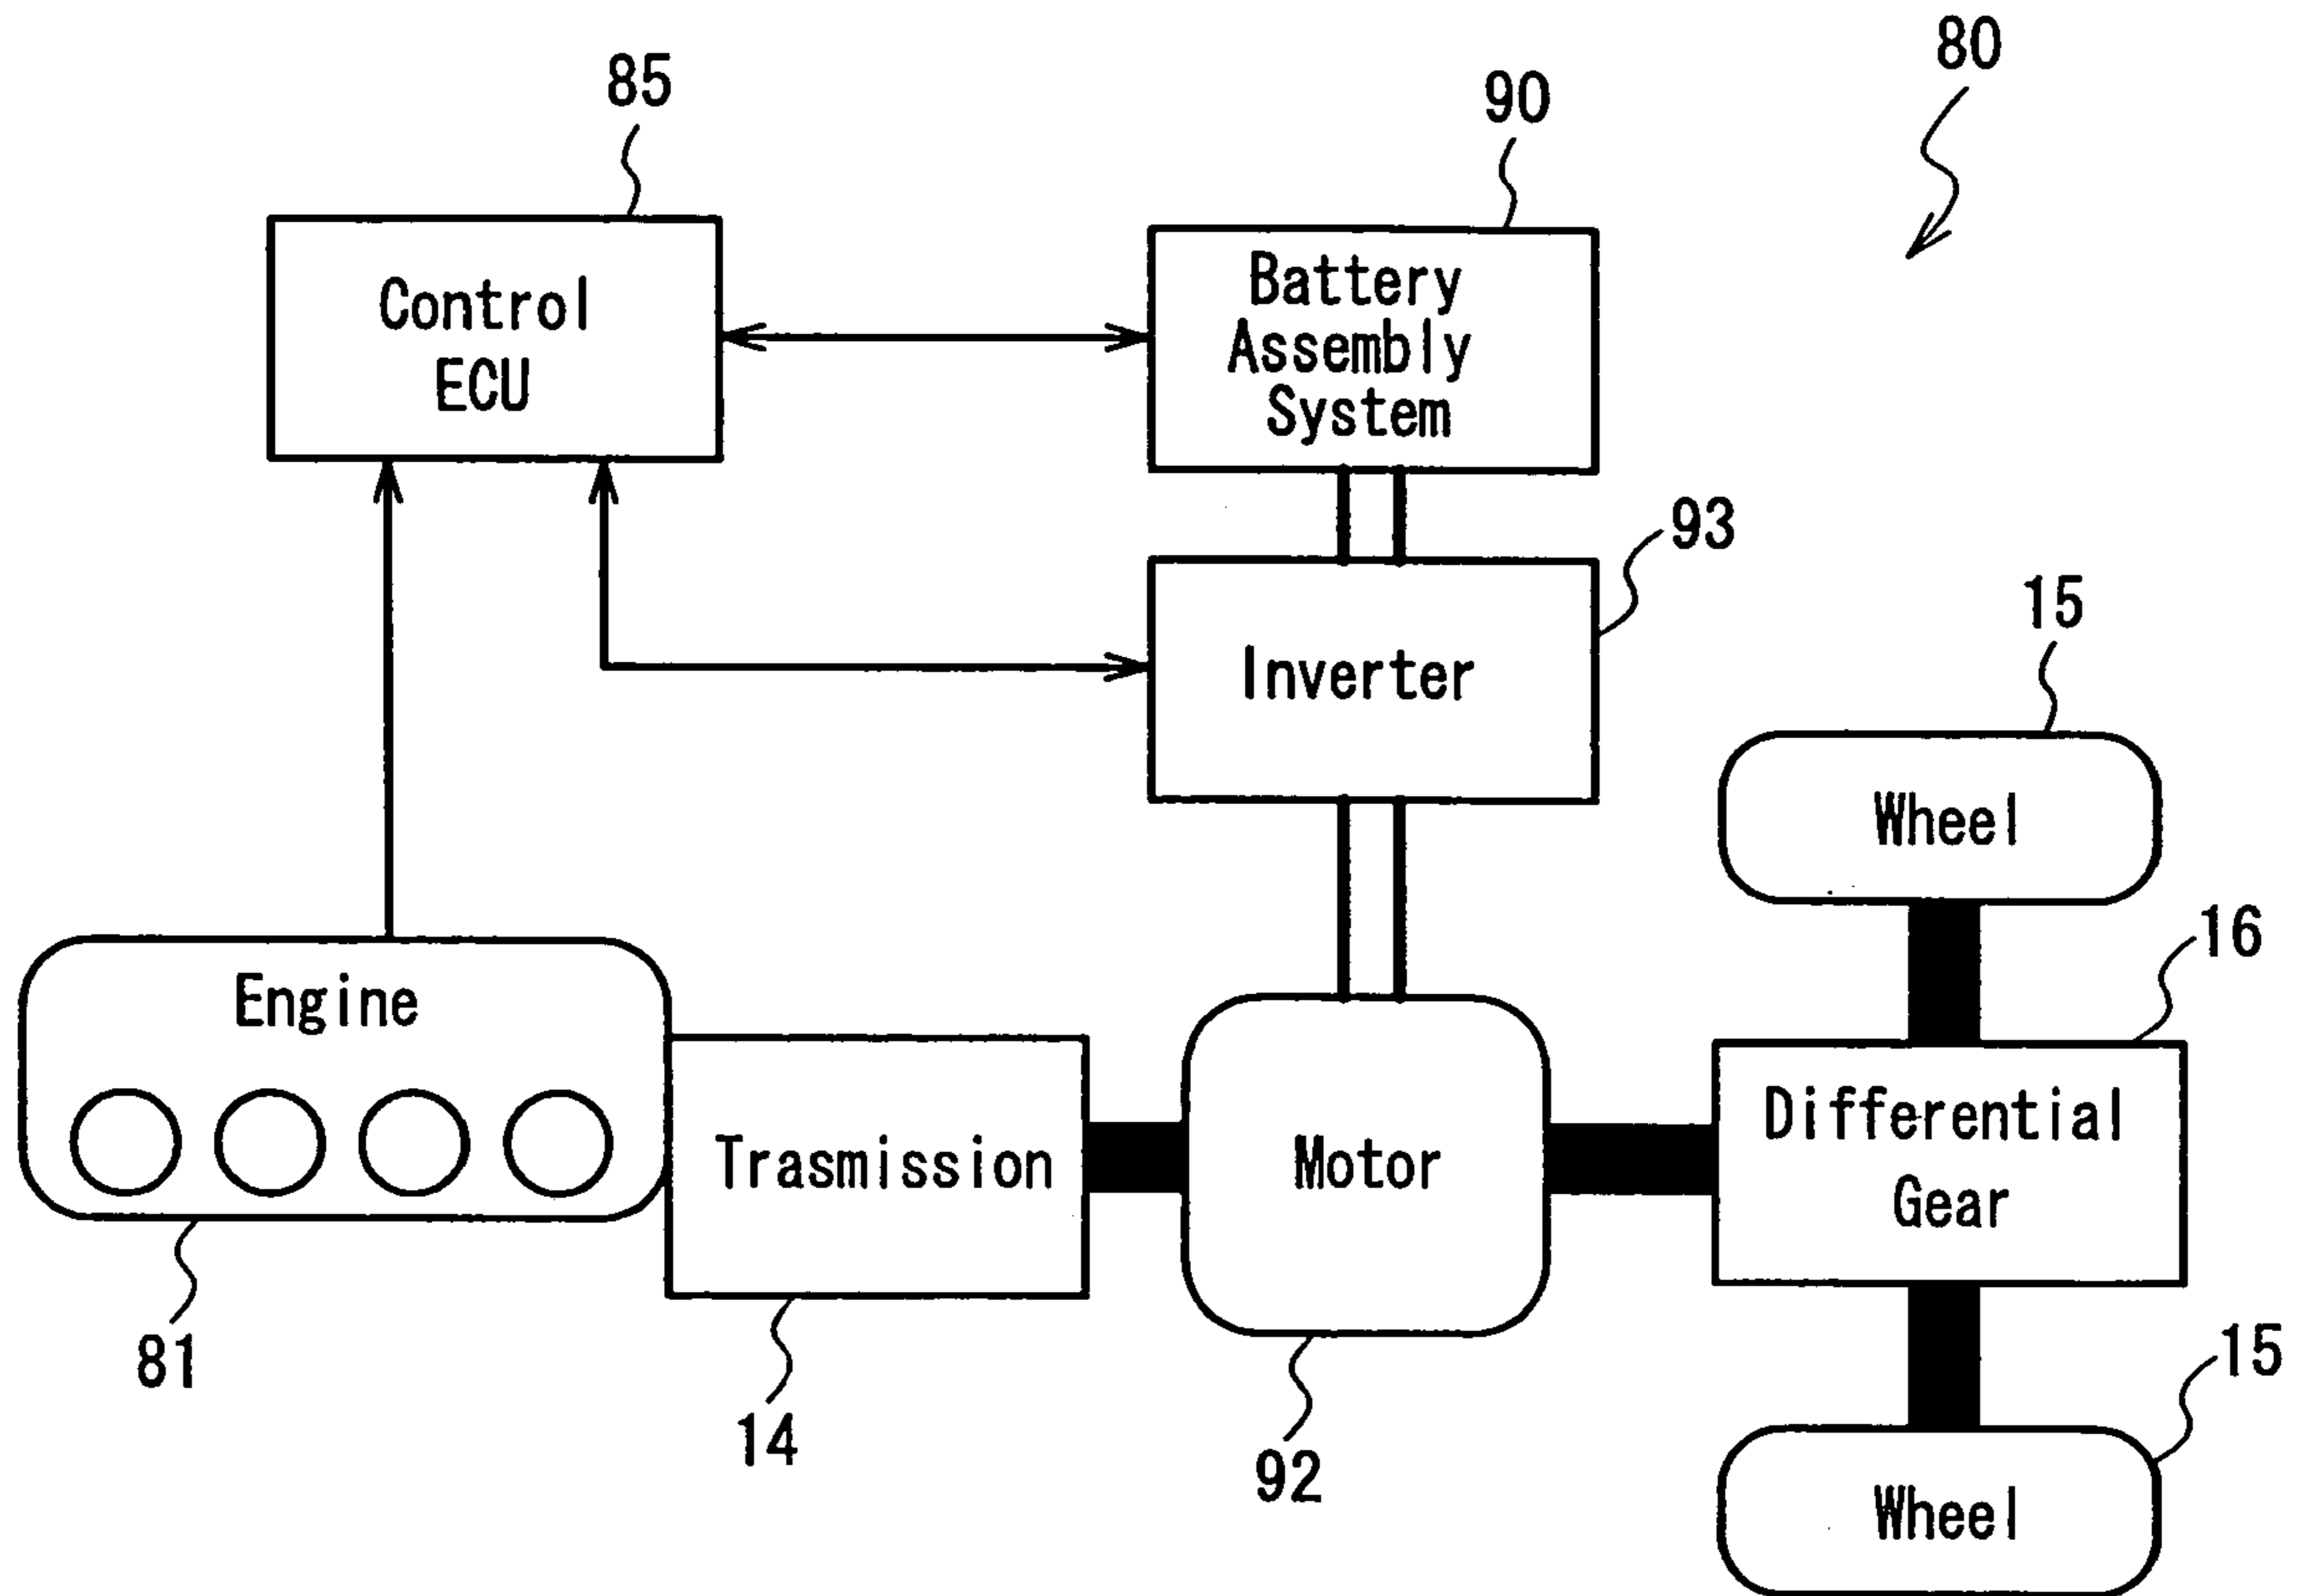 80
85
90
Control
ECU
Battery
Assembly
System
93
Inverter
15
Wheel
16
Engine
Trasmission
Motor
Differential
Gear
81
14
92
15
Wheel